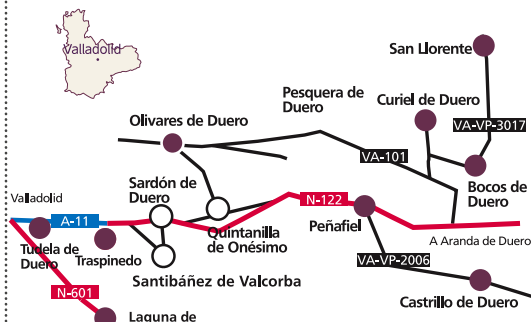 Valladolid
San Llorente
Pesquera de
Duero
Curiel de Duero
Olivares de Duero
VA-VP-3017
VA-101
Sardón de
Duero
Bocos de
Duero
Valladolid
A-11
N-122
Peñafiel
Quintanilla
de Onésimo
A Aranda de Duero
Tudela de
Duero
Traspinedo
VA-VP-2006
Santibáñez de Valcorba
N-601
Castrillo de Duero
Laguna de